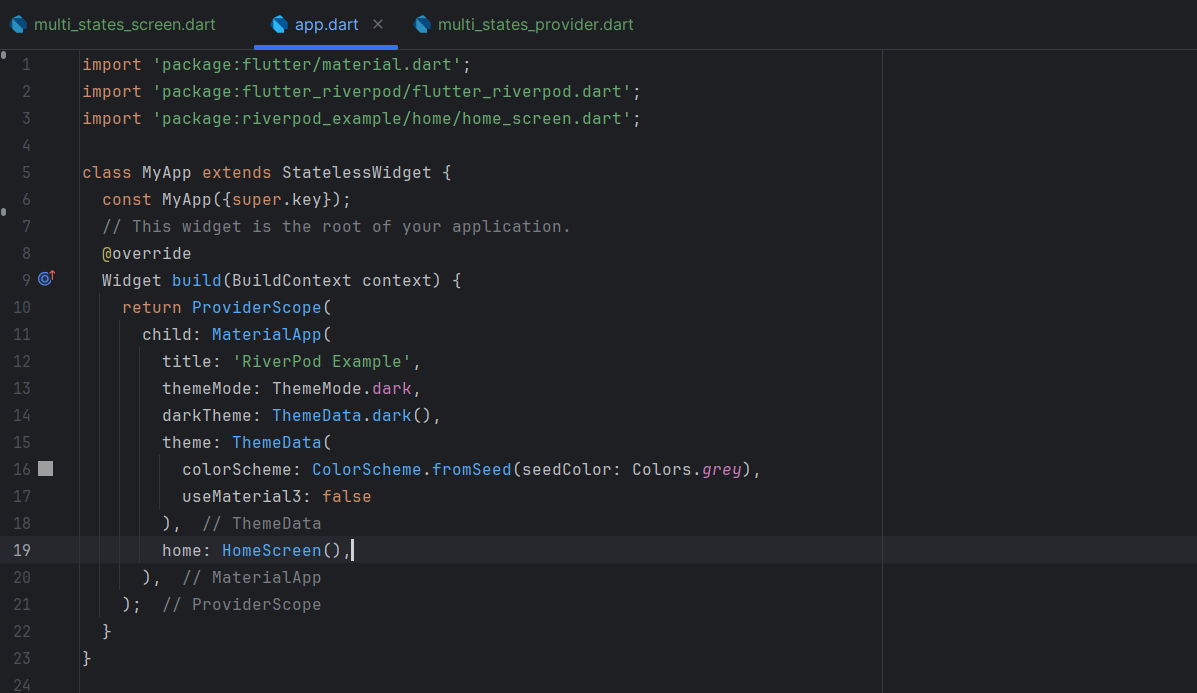 multi_states_screen.dart app.dart multi_states_provider.dart
1 import 'package:flutter/material.dart';
2 import 'package:flutter_riverpod/flutter_riverpod.dart';
3 import 'package:riverpod_example/home/home_screen.dart';
4
5 class MyApp extends StatelessWidget {
6   const MyApp({super.key});
7   // This widget is the root of your application.
8   @override
9   Widget build(BuildContext context) {
10     return ProviderScope(
11       child: MaterialApp(
12         title: 'RiverPod Example',
13         themeMode: ThemeMode.dark,
14         darkTheme: ThemeData.dark(),
15         theme: ThemeData(
16           colorScheme: ColorScheme.fromSeed(seedColor: Colors.grey),
17           useMaterial3: false
18         ),  // ThemeData
19         home: HomeScreen(),
20       ),  // MaterialApp
21     );  // ProviderScope
22   }
23 }
24